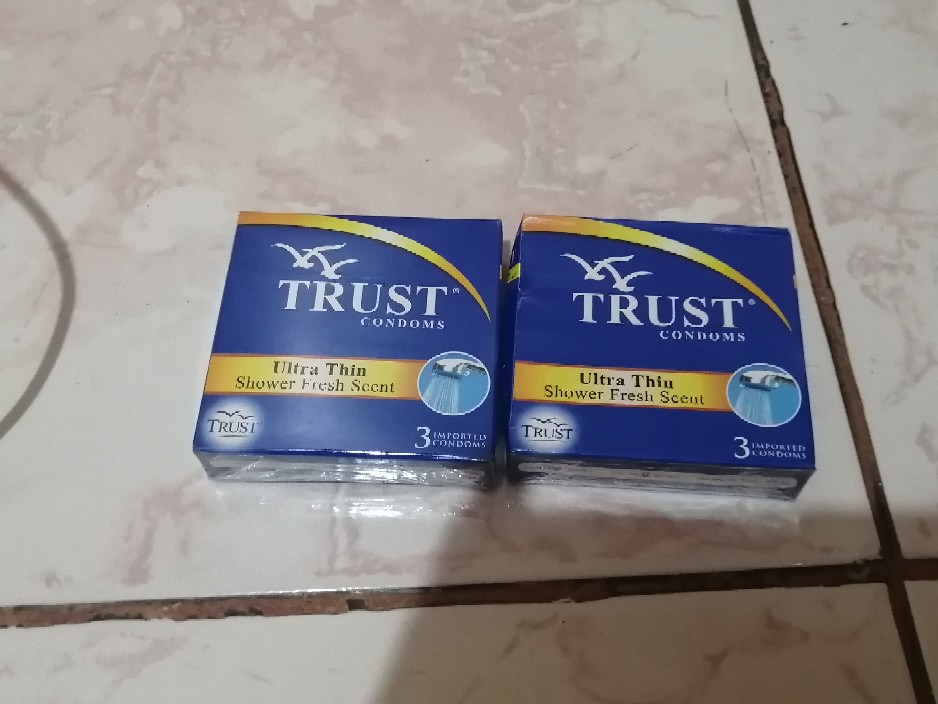 TRUST®
CONDOMS
Ultra Thin
Shower Fresh Scent
TRUST
3 IMPORTED
CONDOMS
TRUST®
CONDOMS
Ultra Thin
Shower Fresh Scent
TRUST
3 IMPORTED
CONDOMS